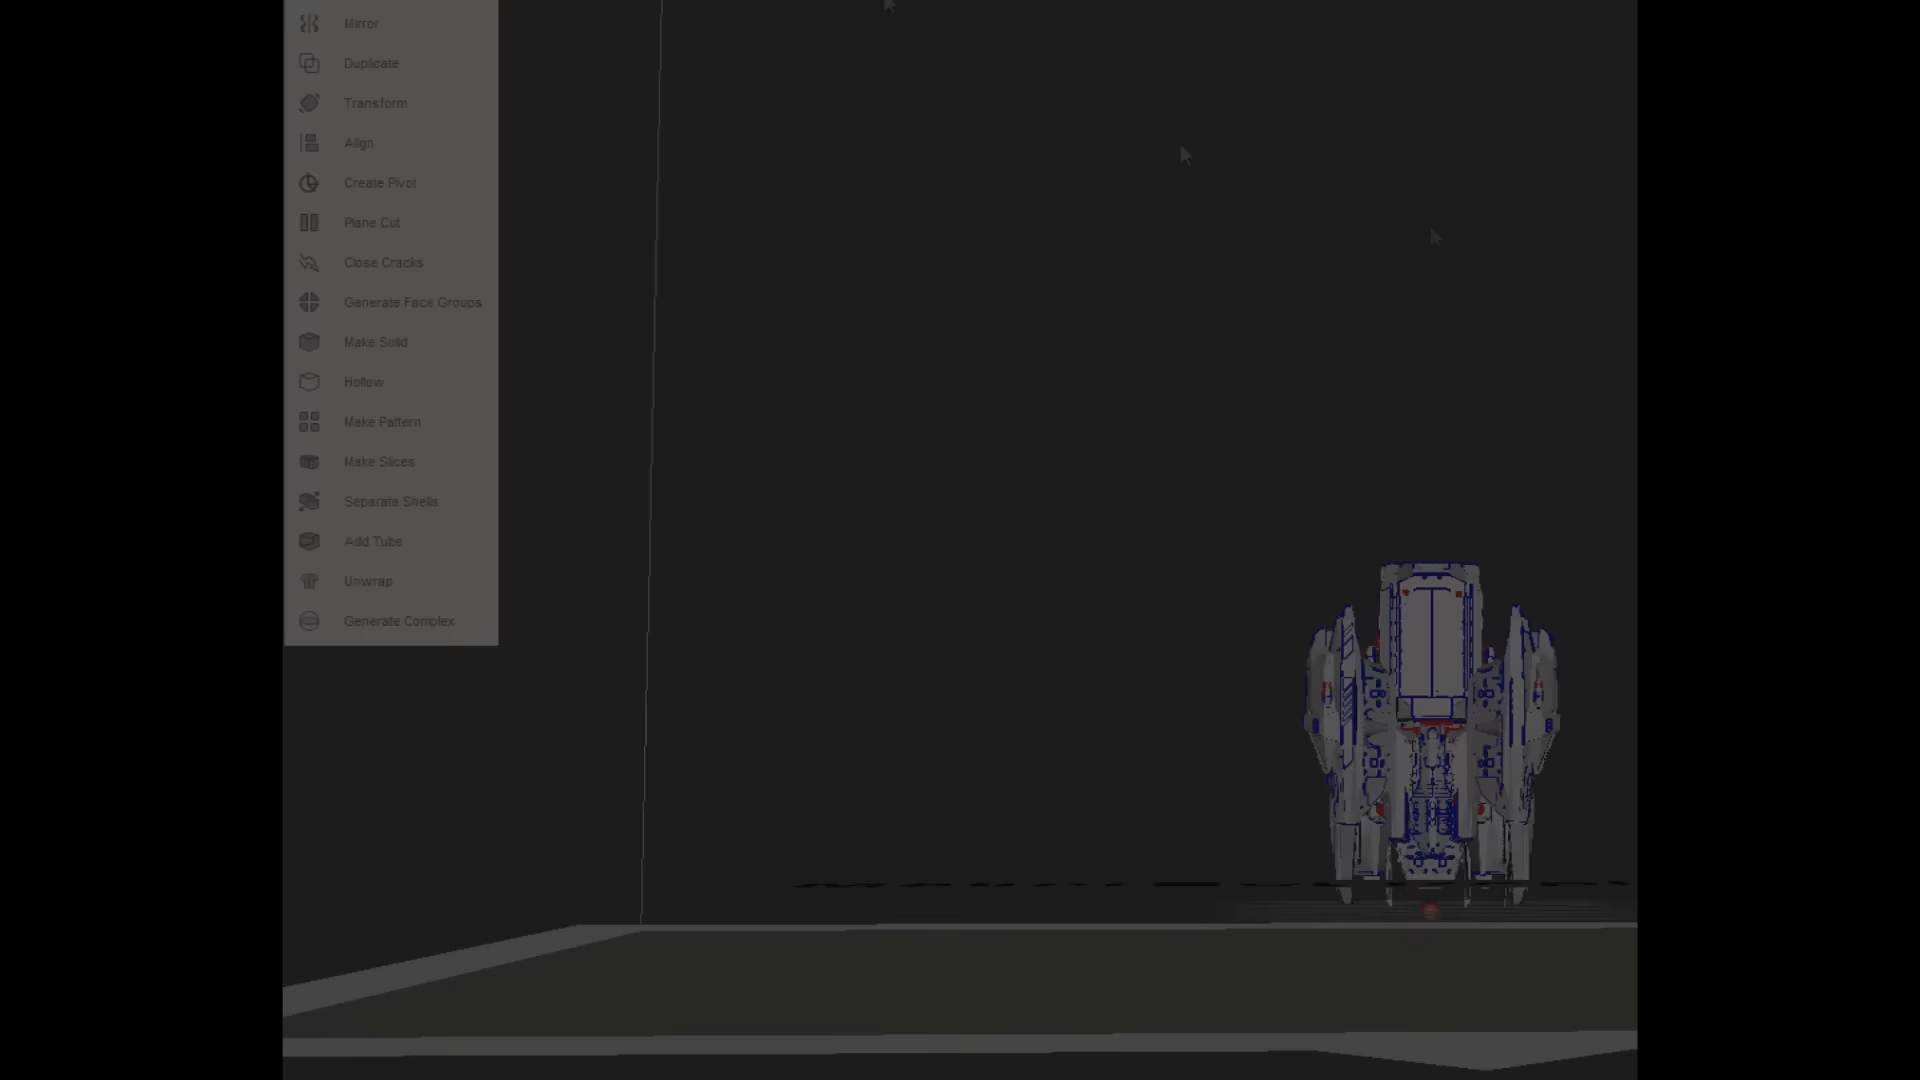 Mirror
Duplicate
Transform
Align
Create Pivot
Plane Cut
Close Cracks
Generate Face Groups
Make Solid
Hollow
Make Pattern
Make Slices
Separate Shells
Add Tube
Unwrap
Generate Complex